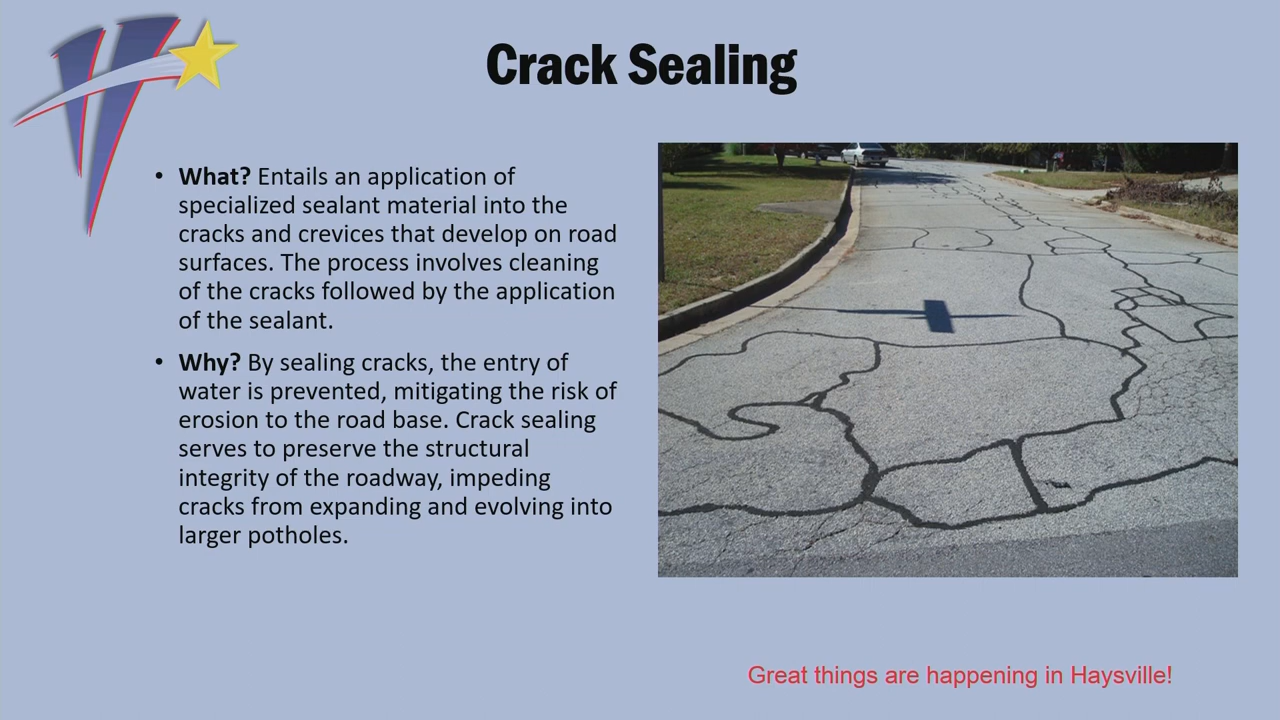 Crack Sealing
• What? Entails an application of
specialized sealant material into the
cracks and crevices that develop on road
surfaces. The process involves cleaning
of the cracks followed by the application
of the sealant.
• Why? By sealing cracks, the entry of
water is prevented, mitigating the risk of
erosion to the road base. Crack sealing
serves to preserve the structural
integrity of the roadway, impeding
cracks from expanding and evolving into
larger potholes.
Great things are happening in Haysville!